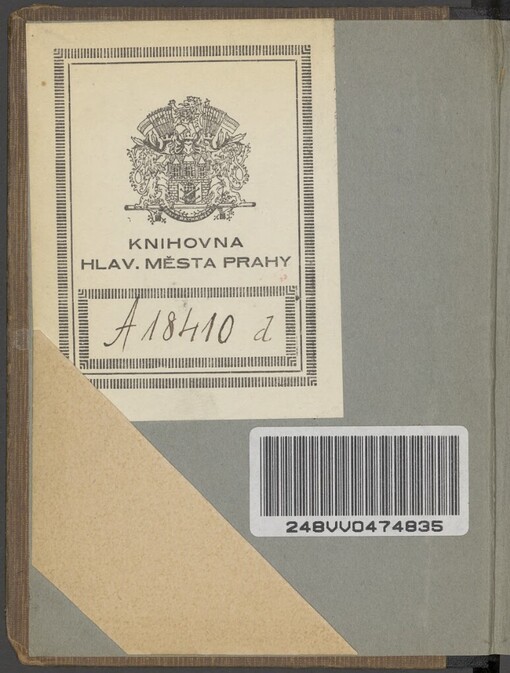 KNIHOVNA
HLAV. MĚSTA PRAHY
A 18410 d
248VV0474835